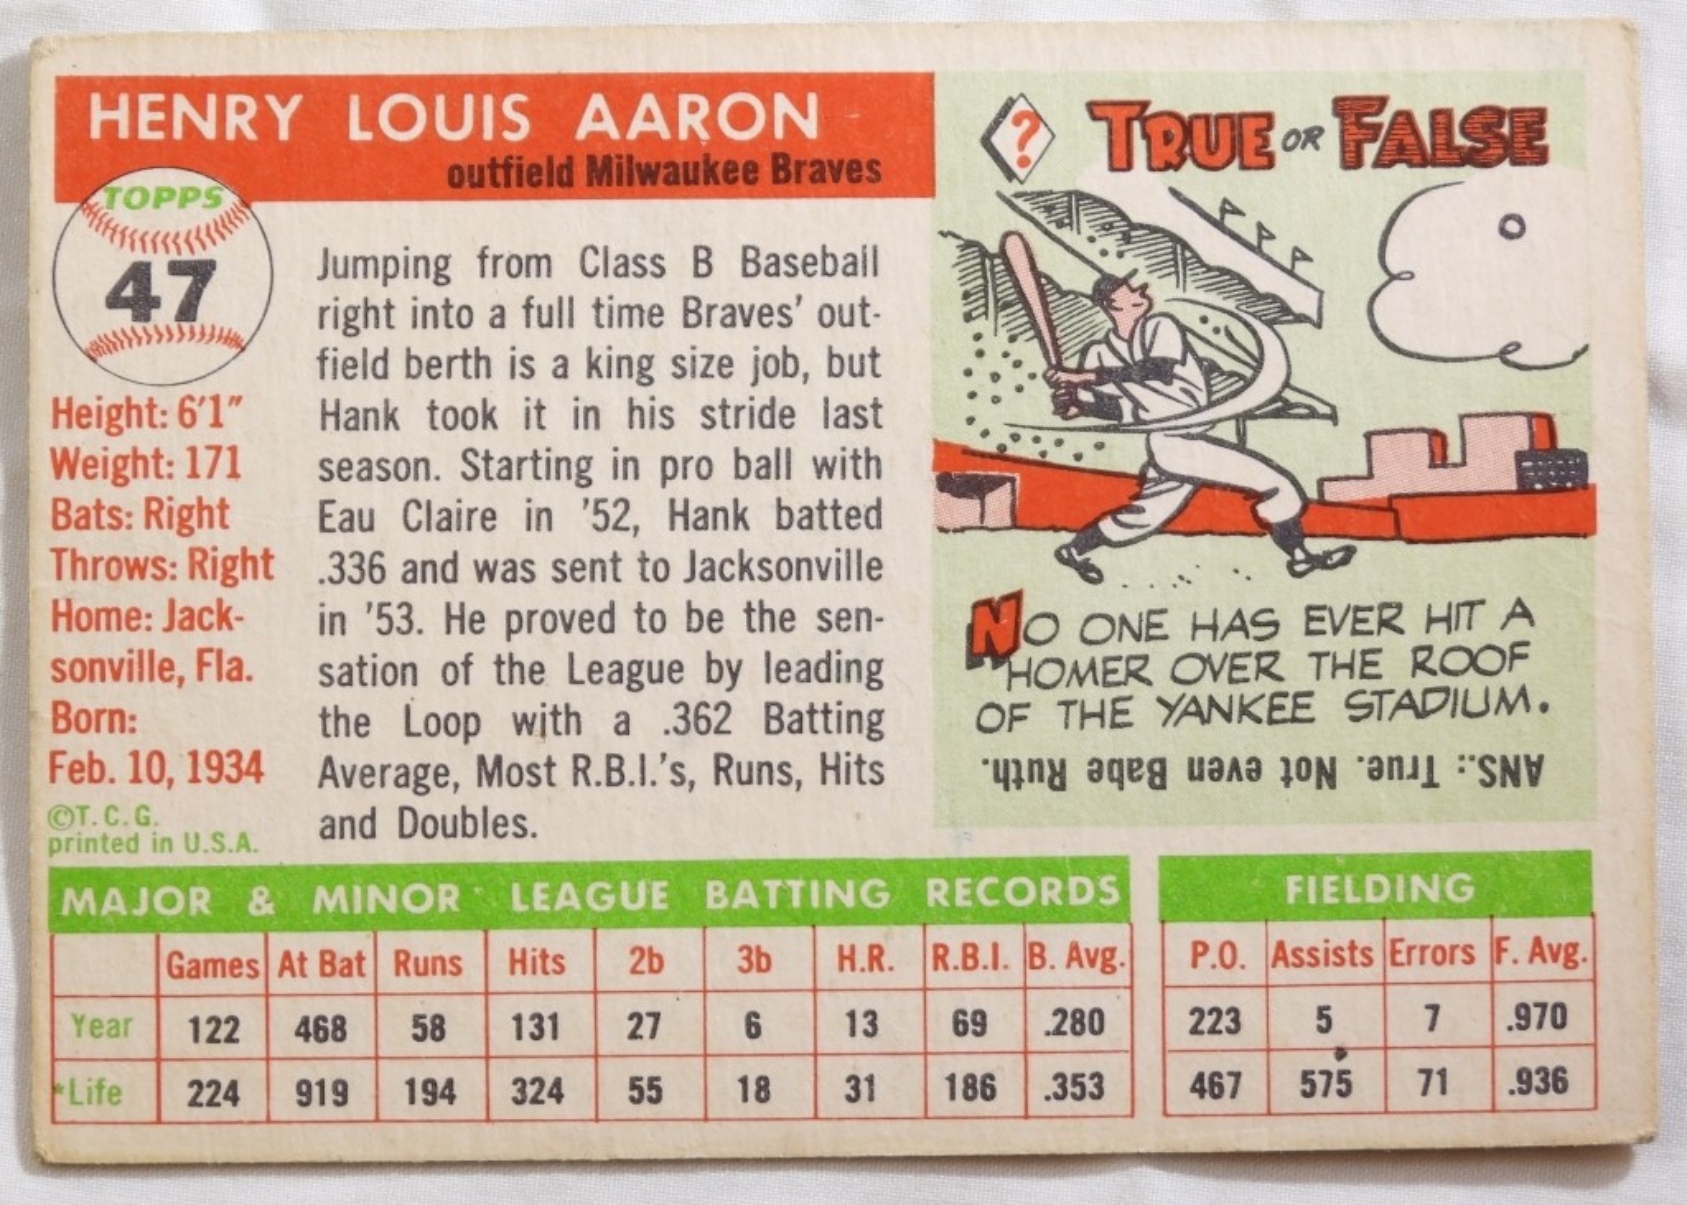 HENRY LOUIS AARON
outfield Milwaukee Braves
TOPPS
47
Height: 6'1"
Weight: 171
Bats: Right
Throws: Right
Home: Jack-
sonville, Fla.
Born:
Feb. 10, 1934
©T. C. G.
printed in U.S.A.
Jumping from Class B Baseball
right into a full time Braves' out-
field berth is a king size job, but
Hank took it in his stride last
season. Starting in pro ball with
Eau Claire in '52, Hank batted
.336 and was sent to Jacksonville
in '53. He proved to be the sen-
sation of the League by leading
the Loop with a .362 Batting
Average, Most R.B.I.'s, Runs, Hits
and Doubles.
? TRUE OR FALSE
NO ONE HAS EVER HIT A
HOMER OVER THE ROOF
OF THE YANKEE STADIUM.
ANS.: True. Not even Babe Ruth.
MAJOR & MINOR LEAGUE BATTING RECORDS
Games At Bat Runs Hits 2b 3b H.R. R.B.I. B. Avg.
Year 122 468 58 131 27 6 13 69 .280
*Life 224 919 194 324 55 18 31 186 .353
FIELDING
P.O. Assists Errors F. Avg.
223 5 7 .970
467 575 71 .936